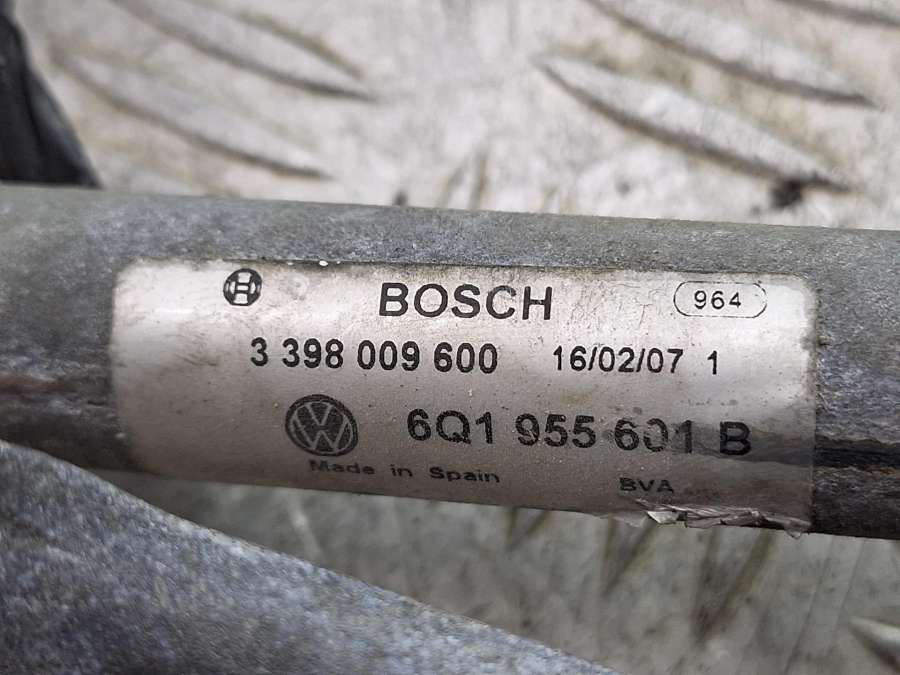 BOSCH 964
3 398 009 600 16/02/07 1
6Q1 955 601 B
Made in Spain BVA